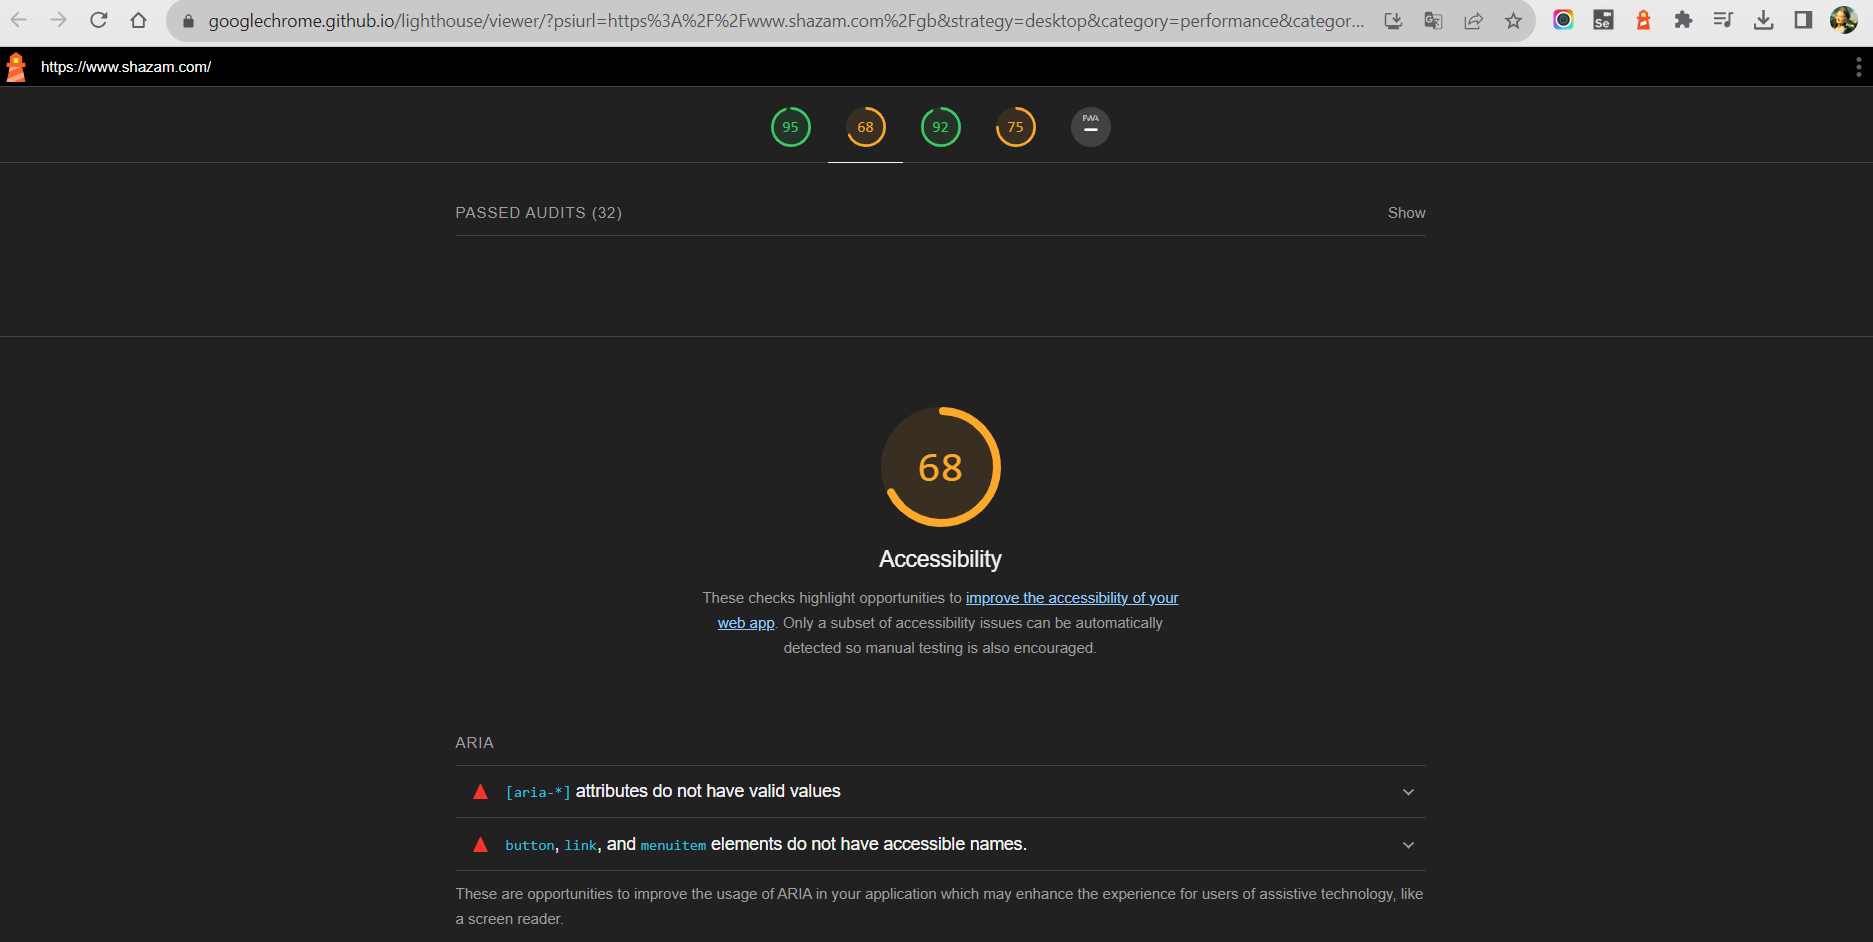 googlechrome.github.io/lighthouse/viewer/?psiurl=https%3A%2F%2Fwww.shazam.com%2Fgb&strategy=desktop&category=performance&categor...
Se
https://www.shazam.com/
95 68 92 75 PWA
PASSED AUDITS (32) Show
68
Accessibility
These checks highlight opportunities to improve the accessibility of your
web app. Only a subset of accessibility issues can be automatically
detected so manual testing is also encouraged.
ARIA
[aria-*] attributes do not have valid values
button, link, and menuitem elements do not have accessible names.
These are opportunities to improve the usage of ARIA in your application which may enhance the experience for users of assistive technology, like
a screen reader.